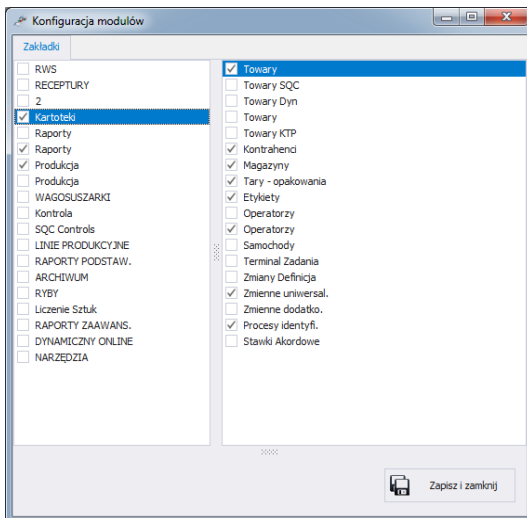 Konfiguracja modulów
Zakładki
RWS
RECEPTURY
2
Kartoteki
Raporty
Raporty
Produkcja
Produkcja
WAGOSUSZARKI
Kontrola
SQC Controls
LINIE PRODUKCYJNE
RAPORTY PODSTAW.
ARCHIWUM
RYBY
Liczenie Sztuk
RAPORTY ZAAWANS.
DYNAMICZNY ONLINE
NARZĘDZIA
Towary
Towary SQC
Towary Dyn
Towary
Towary KTP
Kontrahenci
Magazyny
Tary - opakowania
Etykiety
Operatorzy
Operatorzy
Samochody
Terminal Zadania
Zmiany Definicja
Zmienne uniwersal.
Zmienne dodatko.
Procesy identyfi.
Stawki Akordowe
Zapisz i zamknij